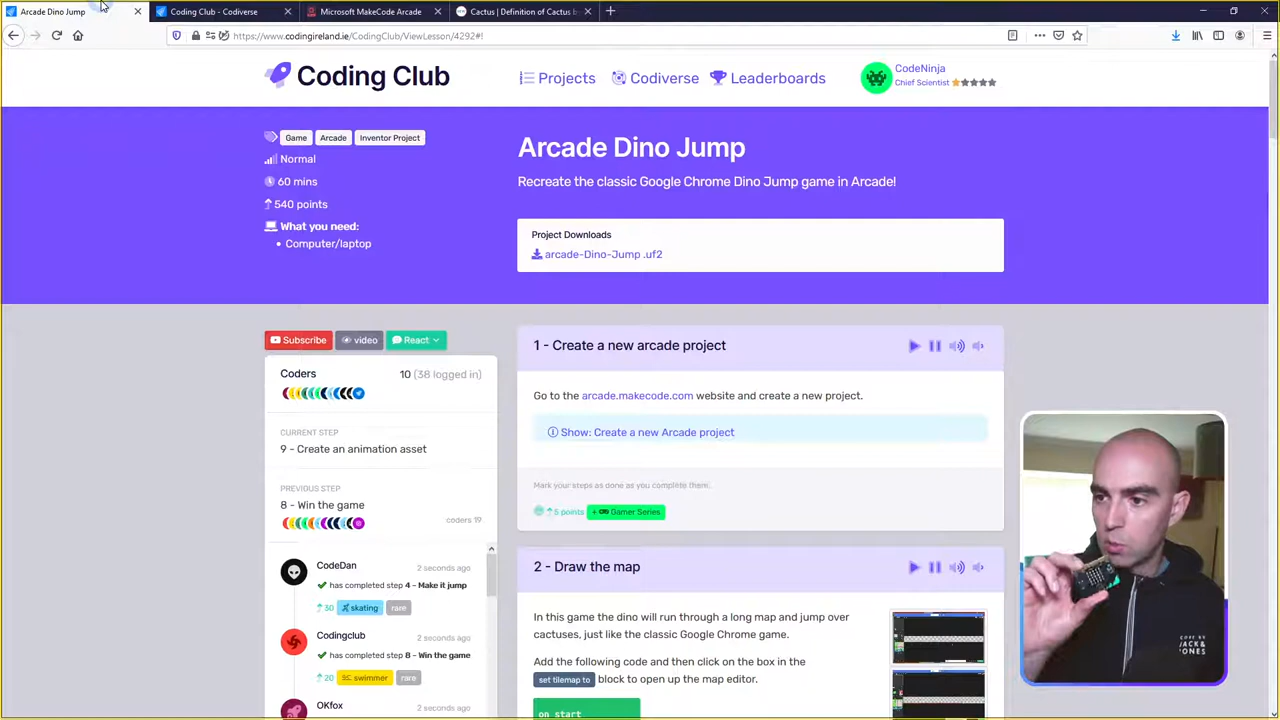 Arcade Dino Jump
Coding Club - Codiverse
Microsoft MakeCode Arcade
Cactus | Definition of Cactus b
https://www.codingireland.ie/CodingClub/ViewLesson/4292#!
Coding Club
Projects
Codiverse
Leaderboards
CodeNinja
Chief Scientist
Game
Arcade
Inventor Project
Normal
60 mins
540 points
What you need:
Computer/laptop
Arcade Dino Jump
Recreate the classic Google Chrome Dino Jump game in Arcade!
Project Downloads
arcade-Dino-Jump .uf2
Subscribe
video
React
Coders
10 (38 logged in)
CURRENT STEP
9 - Create an animation asset
PREVIOUS STEP
8 - Win the game
coders 19
CodeDan
2 seconds ago
has completed step 4 - Make it jump
30
skating
rare
Codingclub
2 seconds ago
has completed step 8 - Win the game
20
swimmer
rare
OKfox
2 seconds ago
1 - Create a new arcade project
Go to the arcade.makecode.com website and create a new project.
Show: Create a new Arcade project
Mark your steps as done as you complete them.
5 points
+ Gamer Series
2 - Draw the map
In this game the dino will run through a long map and jump over
cactuses, just like the classic Google Chrome game.
Add the following code and then click on the box in the
set tilemap to block to open up the map editor.
on start
JACK
& JONES